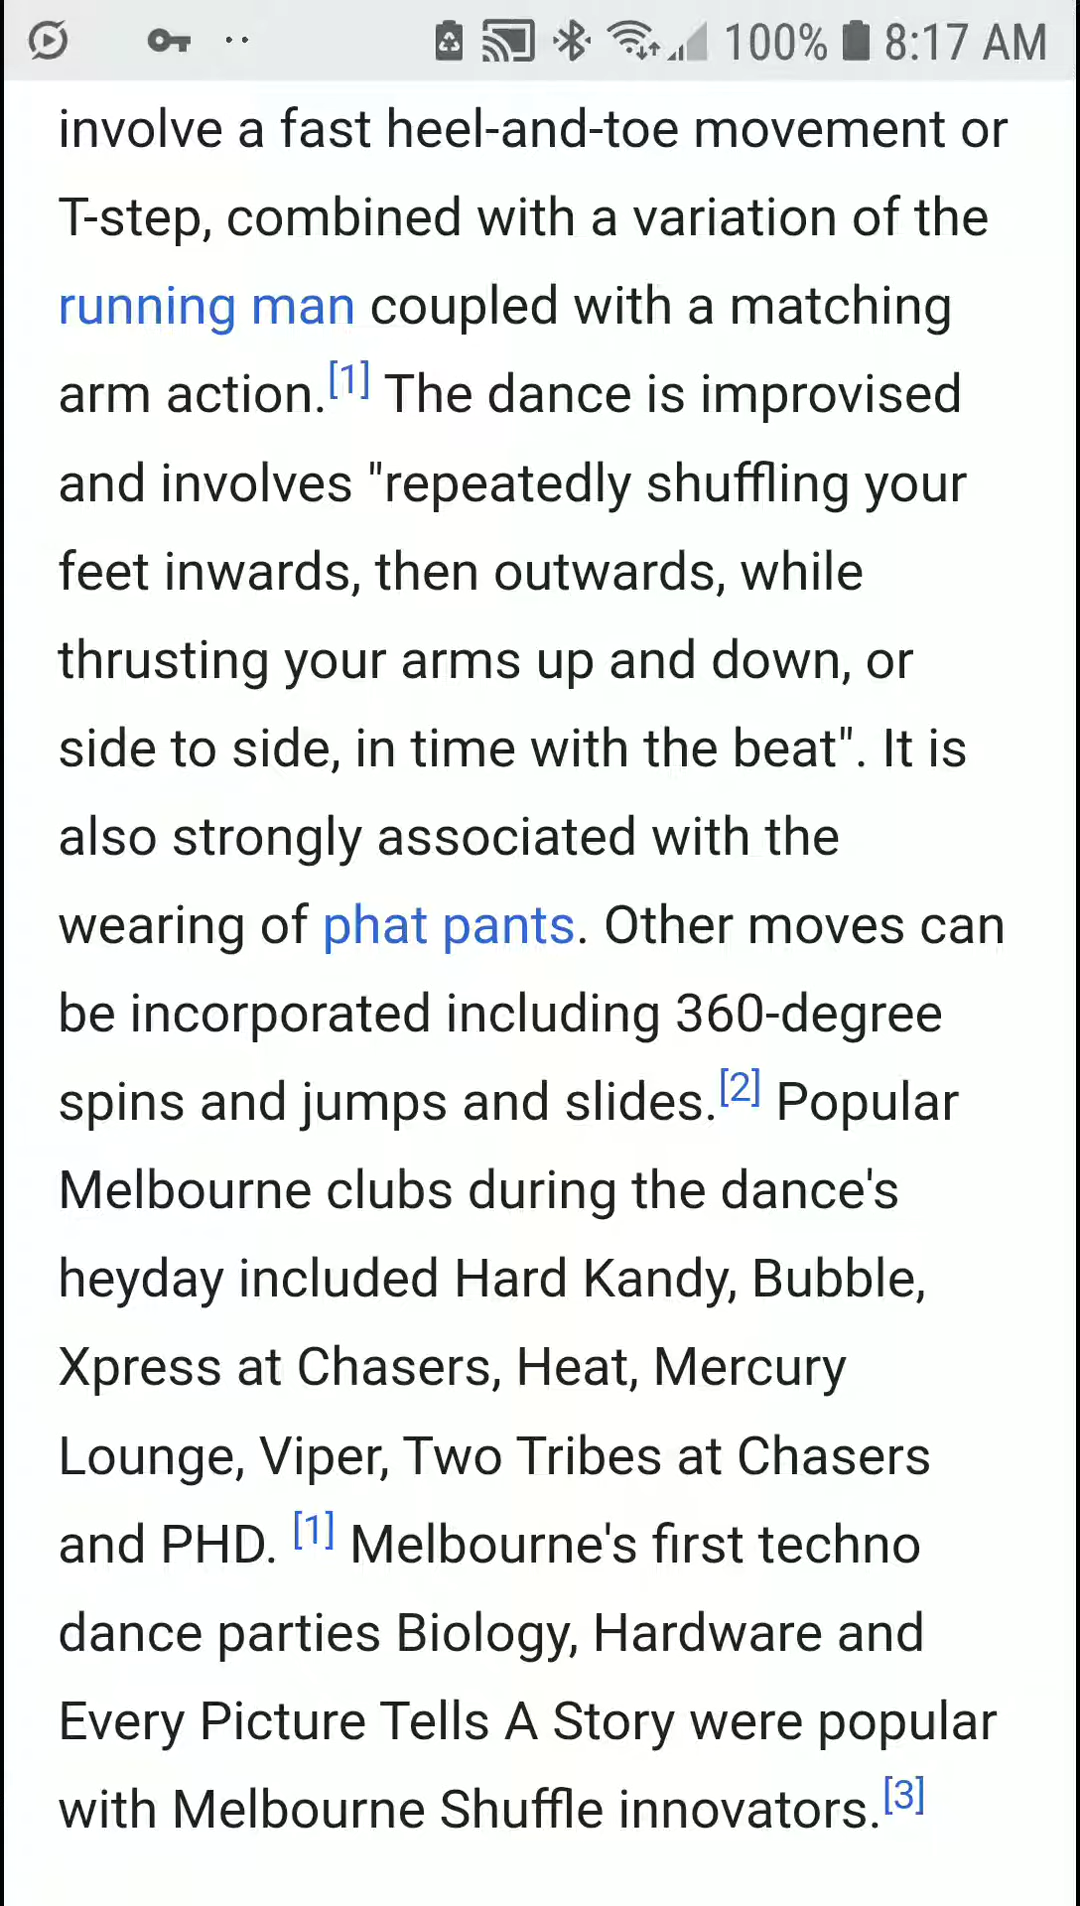 100% 8:17 AM
involve a fast heel-and-toe movement or
T-step, combined with a variation of the
running man coupled with a matching
arm action.[1] The dance is improvised
and involves "repeatedly shuffling your
feet inwards, then outwards, while
thrusting your arms up and down, or
side to side, in time with the beat". It is
also strongly associated with the
wearing of phat pants. Other moves can
be incorporated including 360-degree
spins and jumps and slides.[2] Popular
Melbourne clubs during the dance's
heyday included Hard Kandy, Bubble,
Xpress at Chasers, Heat, Mercury
Lounge, Viper, Two Tribes at Chasers
and PHD. [1] Melbourne's first techno
dance parties Biology, Hardware and
Every Picture Tells A Story were popular
with Melbourne Shuffle innovators.[3]